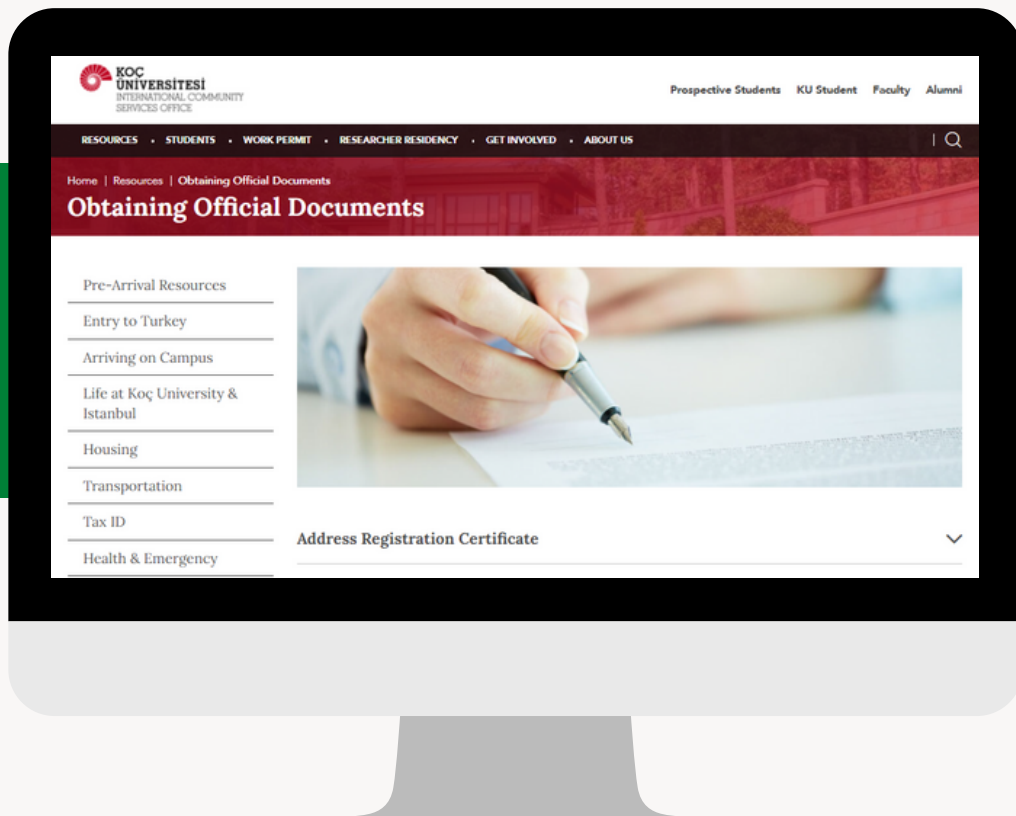 KOÇ
ÜNİVERSİTESİ
INTERNATIONAL COMMUNITY
SERVICES OFFICE
Prospective Students KU Student Faculty Alumni
RESOURCES • STUDENTS • WORK PERMIT • RESEARCHER RESIDENCY • GET INVOLVED • ABOUT US
Home | Resources | Obtaining Official Documents
Obtaining Official Documents
Pre-Arrival Resources
Entry to Turkey
Arriving on Campus
Life at Koç University &
Istanbul
Housing
Transportation
Tax ID
Health & Emergency
Address Registration Certificate